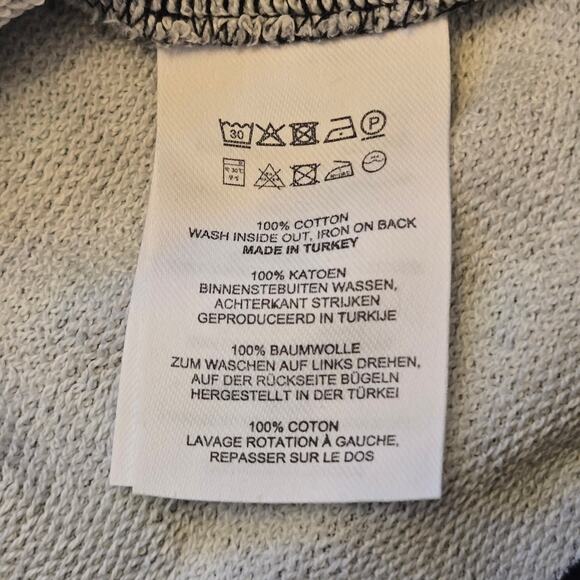 30
P
30°C
100% COTTON
WASH INSIDE OUT, IRON ON BACK
MADE IN TURKEY
100% KATOEN
BINNENSTEBUITEN WASSEN,
ACHTERKANT STRIJKEN
GEPRODUCEERD IN TURKIJE
100% BAUMWOLLE
ZUM WASCHEN AUF LINKS DREHEN,
AUF DER RÜCKSEITE BÜGELN
HERGESTELLT IN DER TÜRKEI
100% COTON
LAVAGE ROTATION À GAUCHE,
REPASSER SUR LE DOS